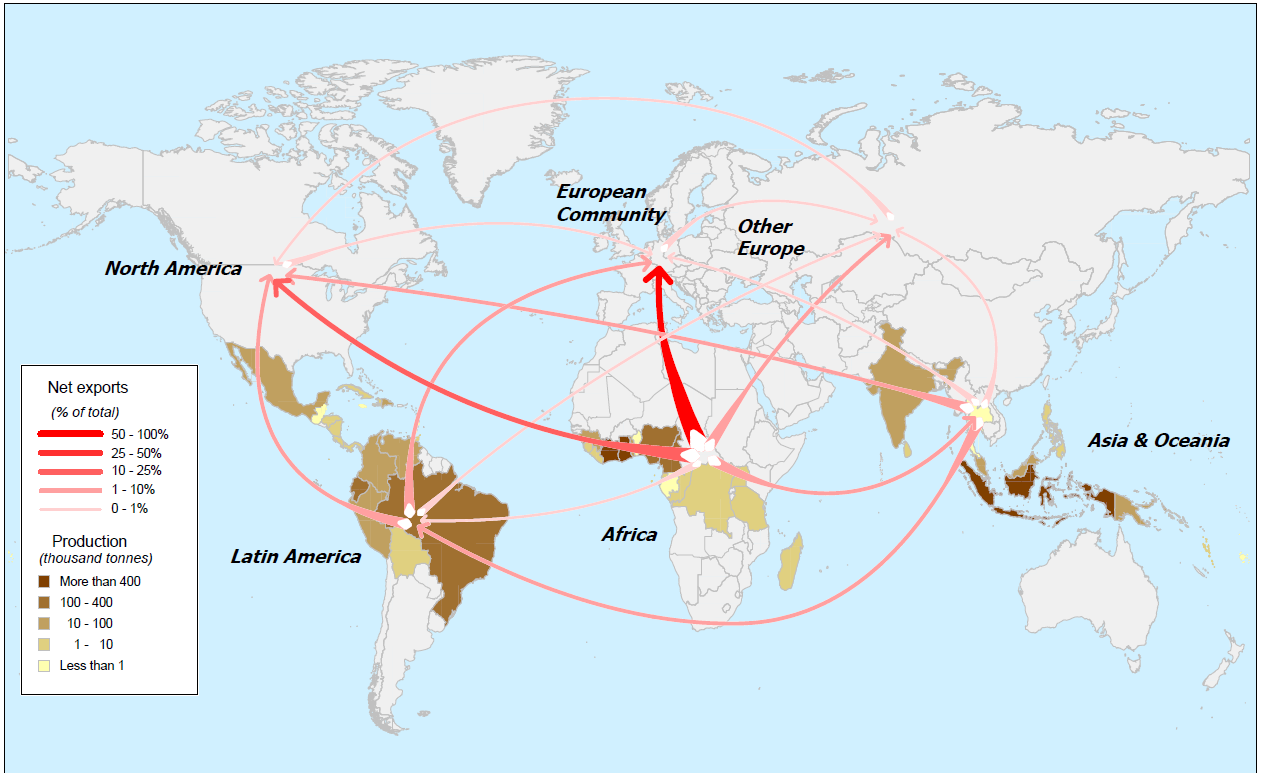 European
Community
Other
Europe
North America
Asia & Oceania
Africa
Latin America
Net exports
(% of total)
50 - 100%
25 - 50%
10 - 25%
1 - 10%
0 - 1%
Production
(thousand tonnes)
More than 400
100 - 400
10 - 100
1 - 10
Less than 1